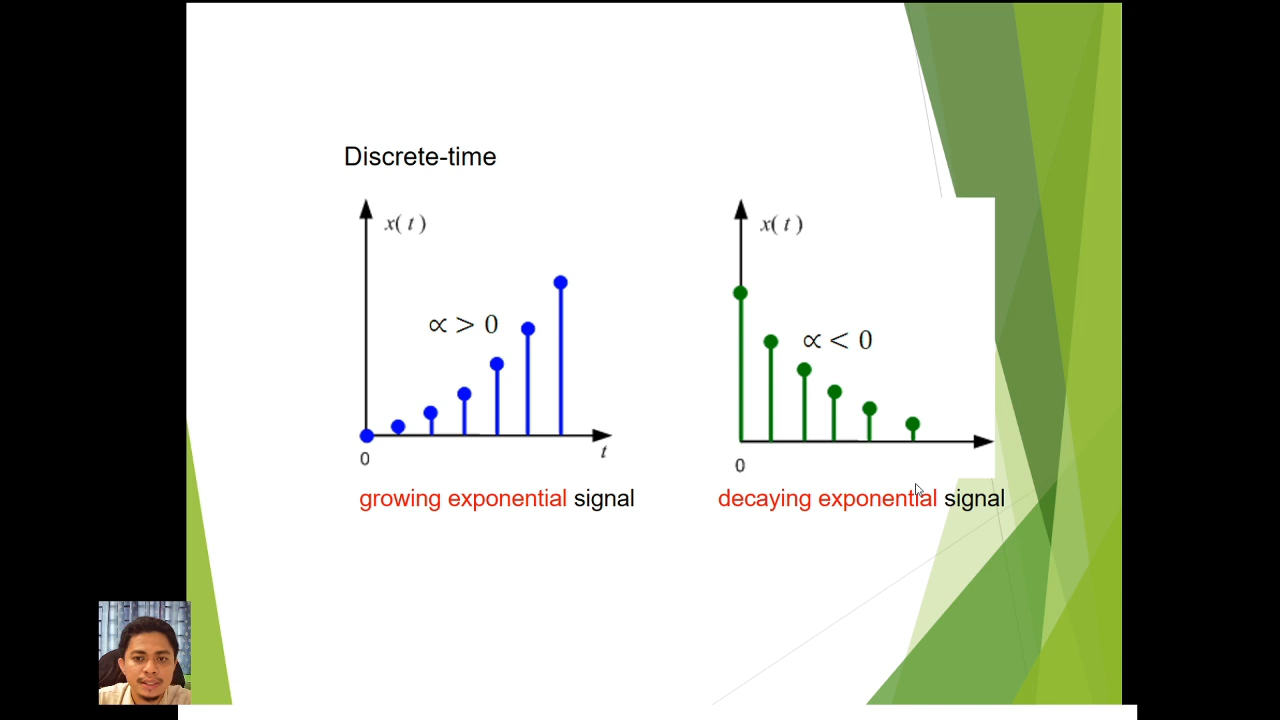 Discrete-time
x( t )
∝ > 0
0
t
growing exponential signal
x( t )
∝ < 0
0
decaying exponential signal